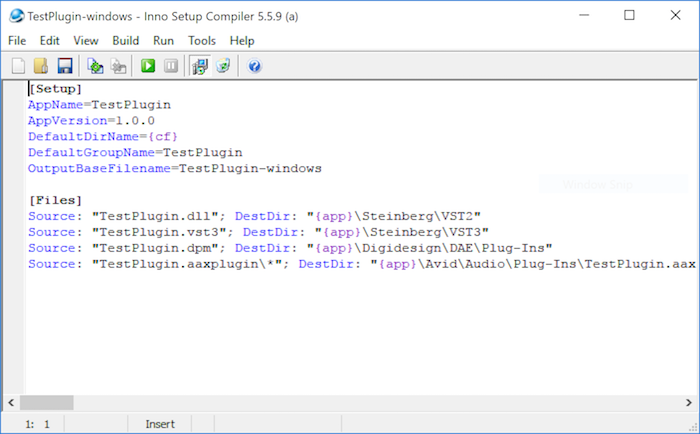 TestPlugin-windows - Inno Setup Compiler 5.5.9 (a)
File Edit View Build Run Tools Help
[Setup]
AppName=TestPlugin
AppVersion=1.0.0
DefaultDirName={cf}
DefaultGroupName=TestPlugin
OutputBaseFilename=TestPlugin-windows
[Files]
Source: "TestPlugin.dll"; DestDir: "{app}\Steinberg\VST2"
Source: "TestPlugin.vst3"; DestDir: "{app}\Steinberg\VST3"
Source: "TestPlugin.dpm"; DestDir: "{app}\Digidesign\DAE\Plug-Ins"
Source: "TestPlugin.aaxplugin\*"; DestDir: "{app}\Avid\Audio\Plug-Ins\TestPlugin.aax
Window Snip
1: 1 Insert